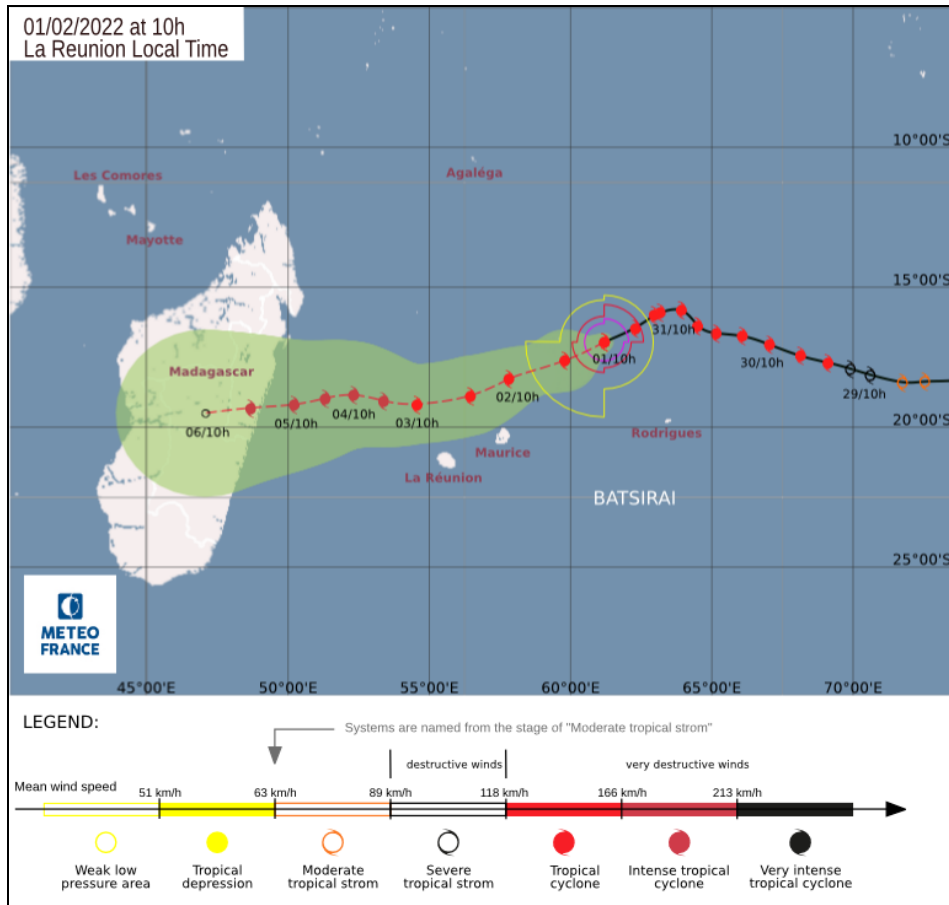 01/02/2022 at 10h
La Reunion Local Time
10°00'S
Les Comores
Agaléga
Mayotte
15°00'S
31/10h
01/10h
30/10h
Madagascar
02/10h
29/10h
04/10h
05/10h
03/10h
06/10h
20°00'S
Rodrigues
Maurice
La Réunion
BATSIRAI
25°00'S
METEO
FRANCE
45°00'E 50°00'E 55°00'E 60°00'E 65°00'E 70°00'E
LEGEND:
Systems are named from the stage of "Moderate tropical strom"
destructive winds very destructive winds
Mean wind speed
51 km/h 63 km/h 89 km/h 118 km/h 166 km/h 213 km/h
Weak low Tropical Moderate Severe Tropical Intense tropical Very intense
pressure area depression tropical strom tropical strom cyclone cyclone tropical cyclone